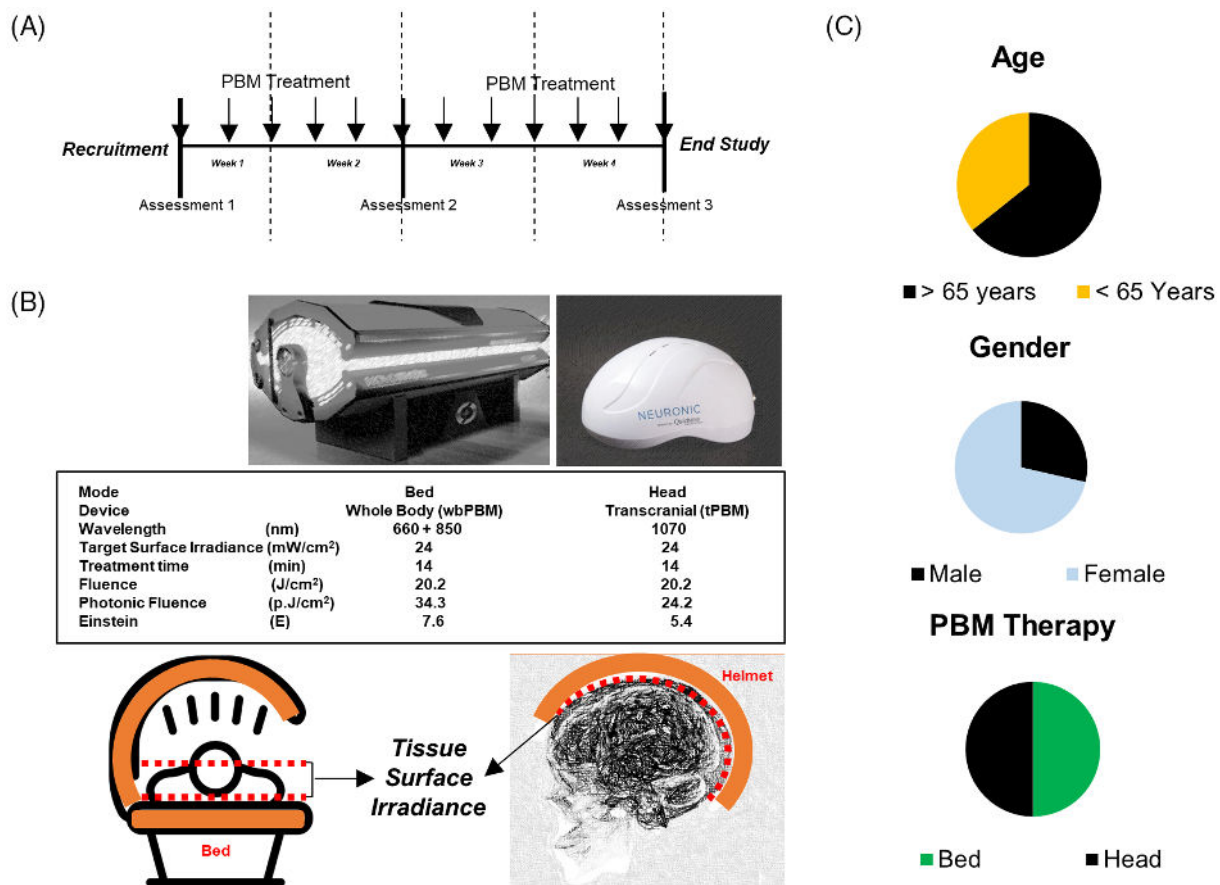 (A)
PBM Treatment PBM Treatment
Recruitment
End Study
Week 1 Week 2 Week 3 Week 4
Assessment 1 Assessment 2 Assessment 3
(B)
NEURONIC
Mode Bed Head
Device Whole Body (wbPBM) Transcranial (tPBM)
Wavelength (nm) 660 + 850 1070
Target Surface Irradiance (mW/cm²) 24 24
Treatment time (min) 14 14
Fluence (J/cm²) 20.2 20.2
Photonic Fluence (p.J/cm²) 34.3 24.2
Einstein (E) 7.6 5.4
Helmet
Tissue
Surface
Irradiance
Bed
(C)
Age
> 65 years < 65 Years
Gender
Male Female
PBM Therapy
Bed Head